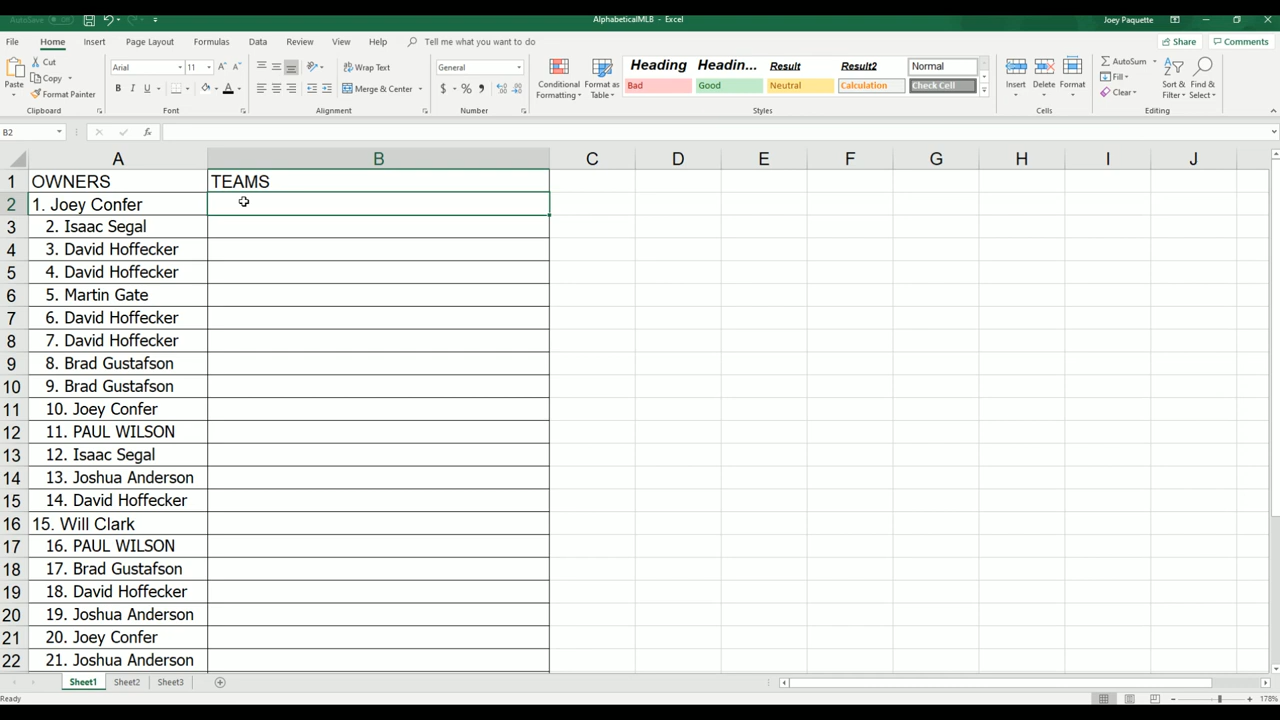 AutoSave Off
AlphabeticalMLB - Excel
Joey Paquette
File Home Insert Page Layout Formulas Data Review View Help Tell me what you want to do
Share Comments
Paste
Cut
Copy
Format Painter
Clipboard
Arial 11
B I U
Font
Wrap Text
Merge & Center
Alignment
General
$ % 9
Number
Conditional Formatting
Format as Table
Heading Headin... Result Result2 Normal
Bad Good Neutral Calculation Check Cell
Styles
Insert Delete Format
Cells
AutoSum
Fill
Clear
Sort & Filter
Find & Select
Editing
B2
fx
A B C D E F G H I J
1 OWNERS TEAMS
2 1. Joey Confer
3 2. Isaac Segal
4 3. David Hoffecker
5 4. David Hoffecker
6 5. Martin Gate
7 6. David Hoffecker
8 7. David Hoffecker
9 8. Brad Gustafson
10 9. Brad Gustafson
11 10. Joey Confer
12 11. PAUL WILSON
13 12. Isaac Segal
14 13. Joshua Anderson
15 14. David Hoffecker
16 15. Will Clark
17 16. PAUL WILSON
18 17. Brad Gustafson
19 18. David Hoffecker
20 19. Joshua Anderson
21 20. Joey Confer
22 21. Joshua Anderson
Sheet1 Sheet2 Sheet3
Ready
178%